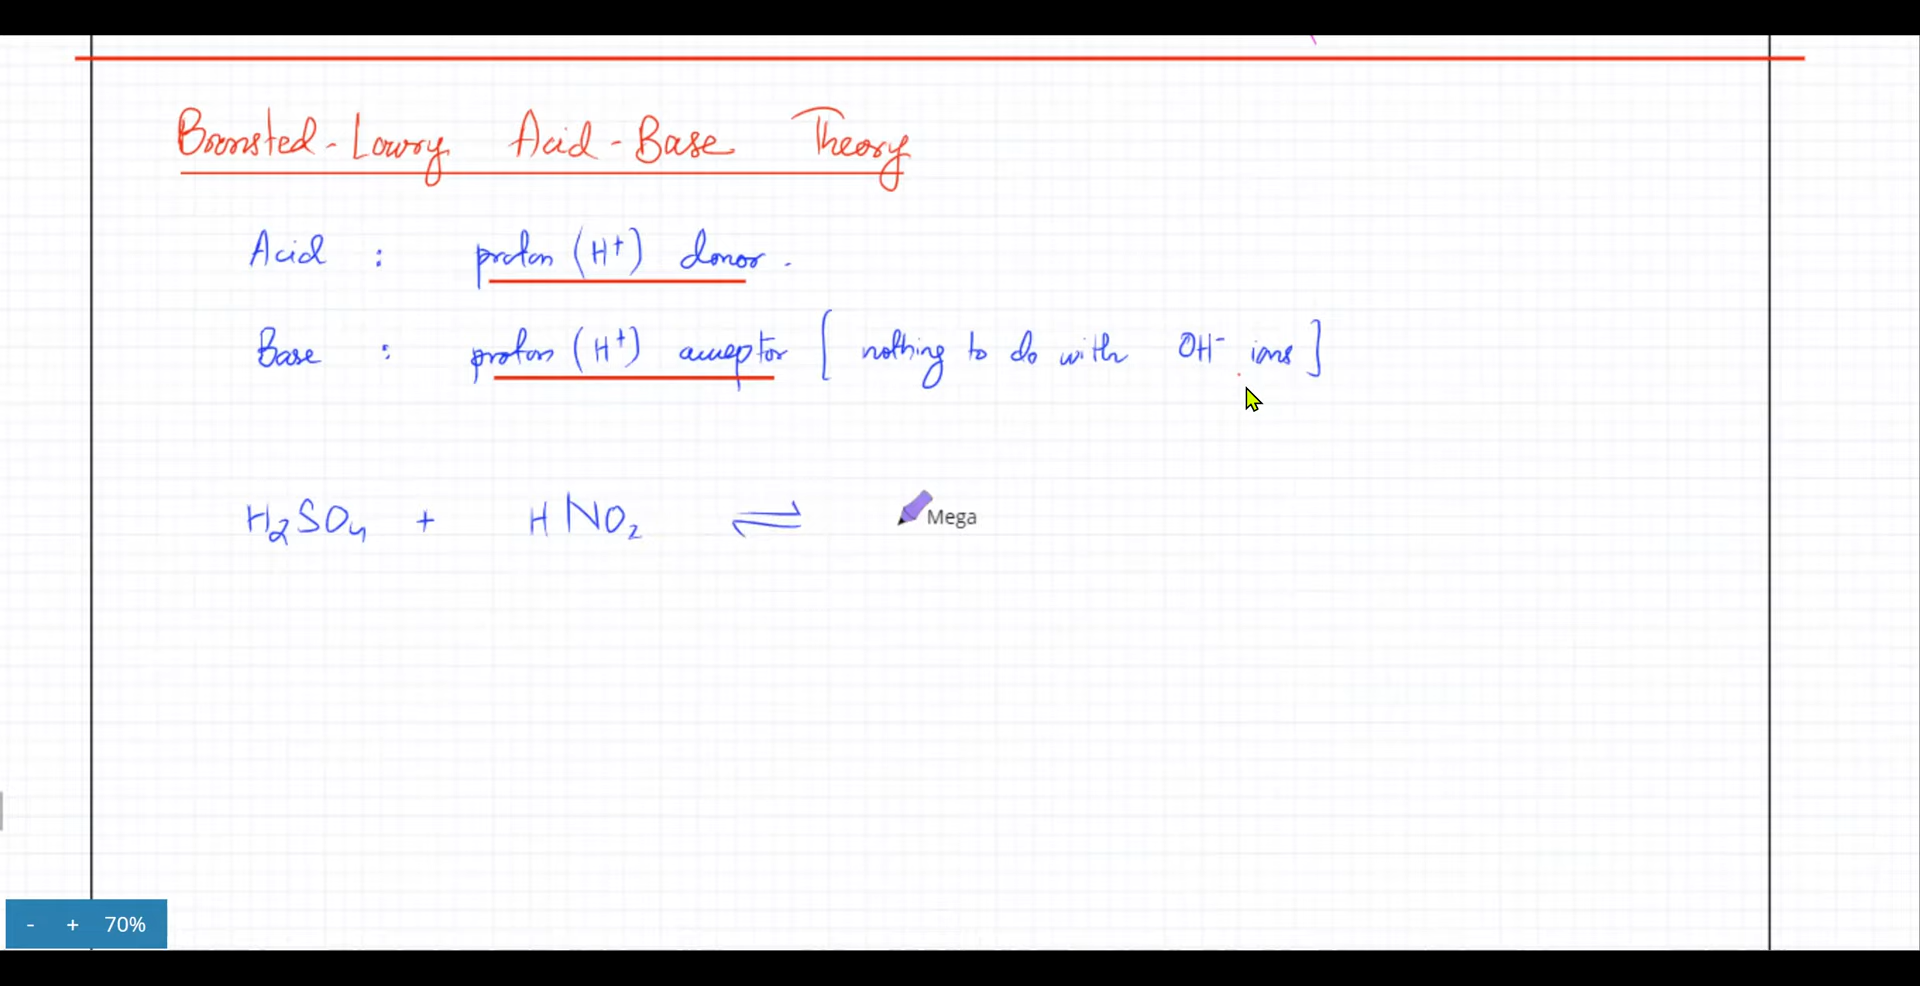 Bronsted-Lowry Acid-Base Theory
Acid : proton (H⁺) donor.
Base : proton (H⁺) acceptor [nothing to do with OH⁻ ions]
H₂SO₄ + HNO₂ ⇌
Mega
- + 70%